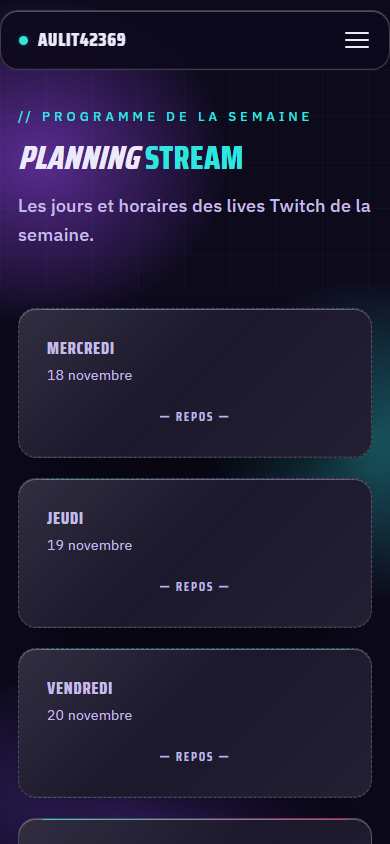 AULIT42369
// PROGRAMME DE LA SEMAINE
PLANNING STREAM
Les jours et horaires des lives Twitch de la
semaine.
MERCREDI
18 novembre
— REPOS —
JEUDI
19 novembre
— REPOS —
VENDREDI
20 novembre
— REPOS —